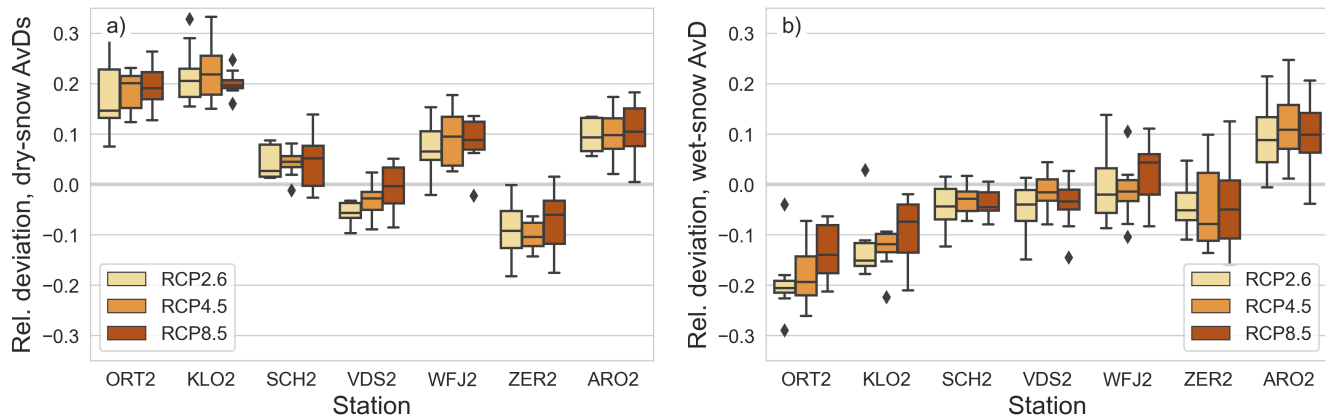 a)
Rel. deviation, dry-snow AvDs
0.3
0.2
0.1
0.0
−0.1
−0.2
−0.3
RCP2.6
RCP4.5
RCP8.5
ORT2 KLO2 SCH2 VDS2 WFJ2 ZER2 ARO2
Station
b)
Rel. deviation, wet-snow AvD
0.3
0.2
0.1
0.0
−0.1
−0.2
−0.3
RCP2.6
RCP4.5
RCP8.5
ORT2 KLO2 SCH2 VDS2 WFJ2 ZER2 ARO2
Station